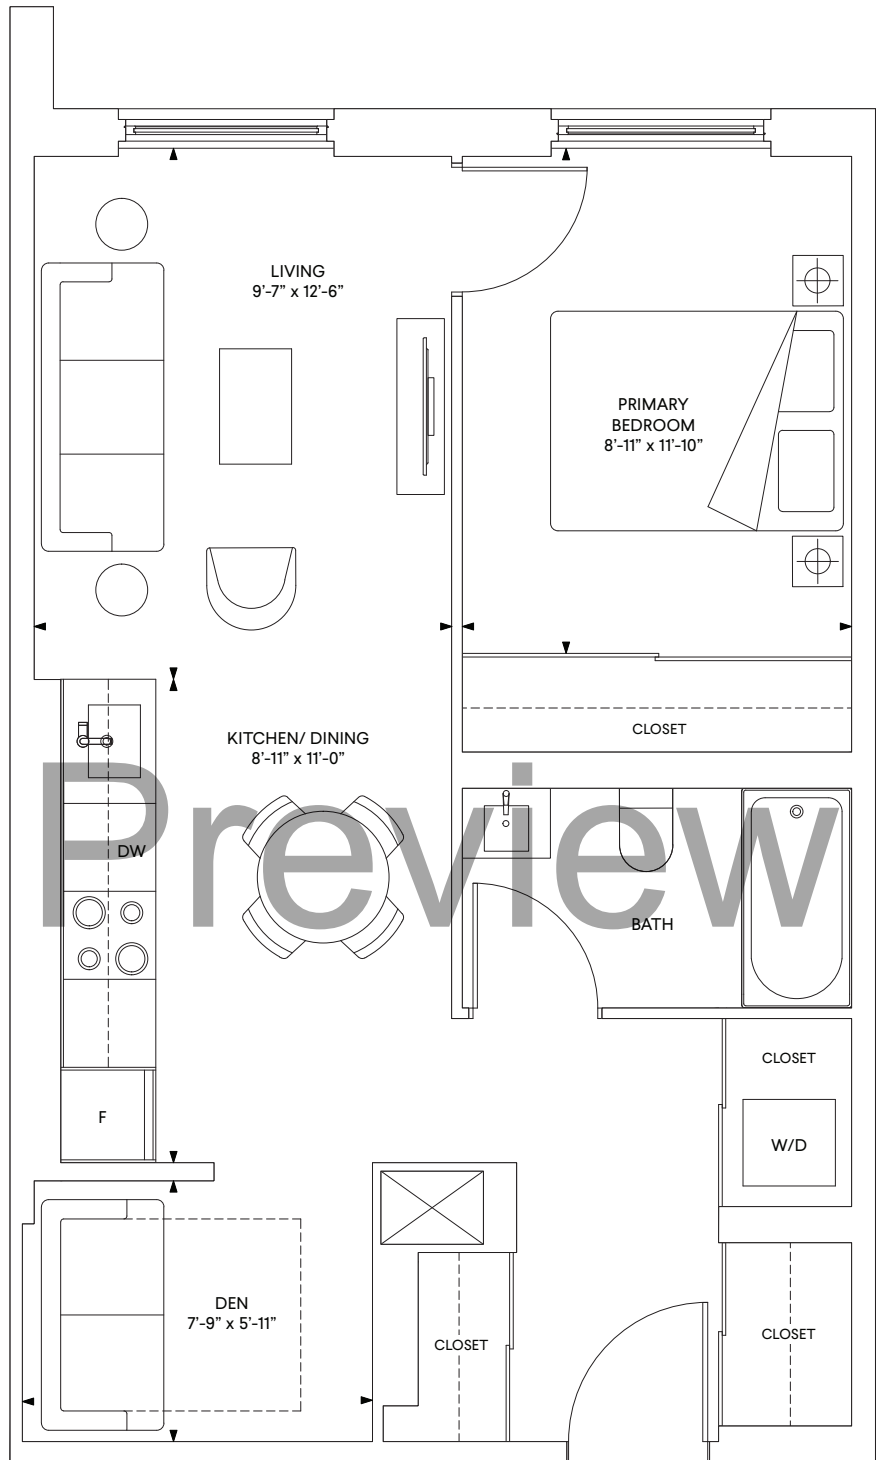 LIVING
9'-7” x 12'-6”
PRIMARY
BEDROOM
8'-11” x 11'-10”
CLOSET
KITCHEN/ DINING
8'-11” x 11'-0”
Preview
DW
BATH
CLOSET
F
W/D
DEN
7'-9” x 5'-11”
CLOSET
CLOSET